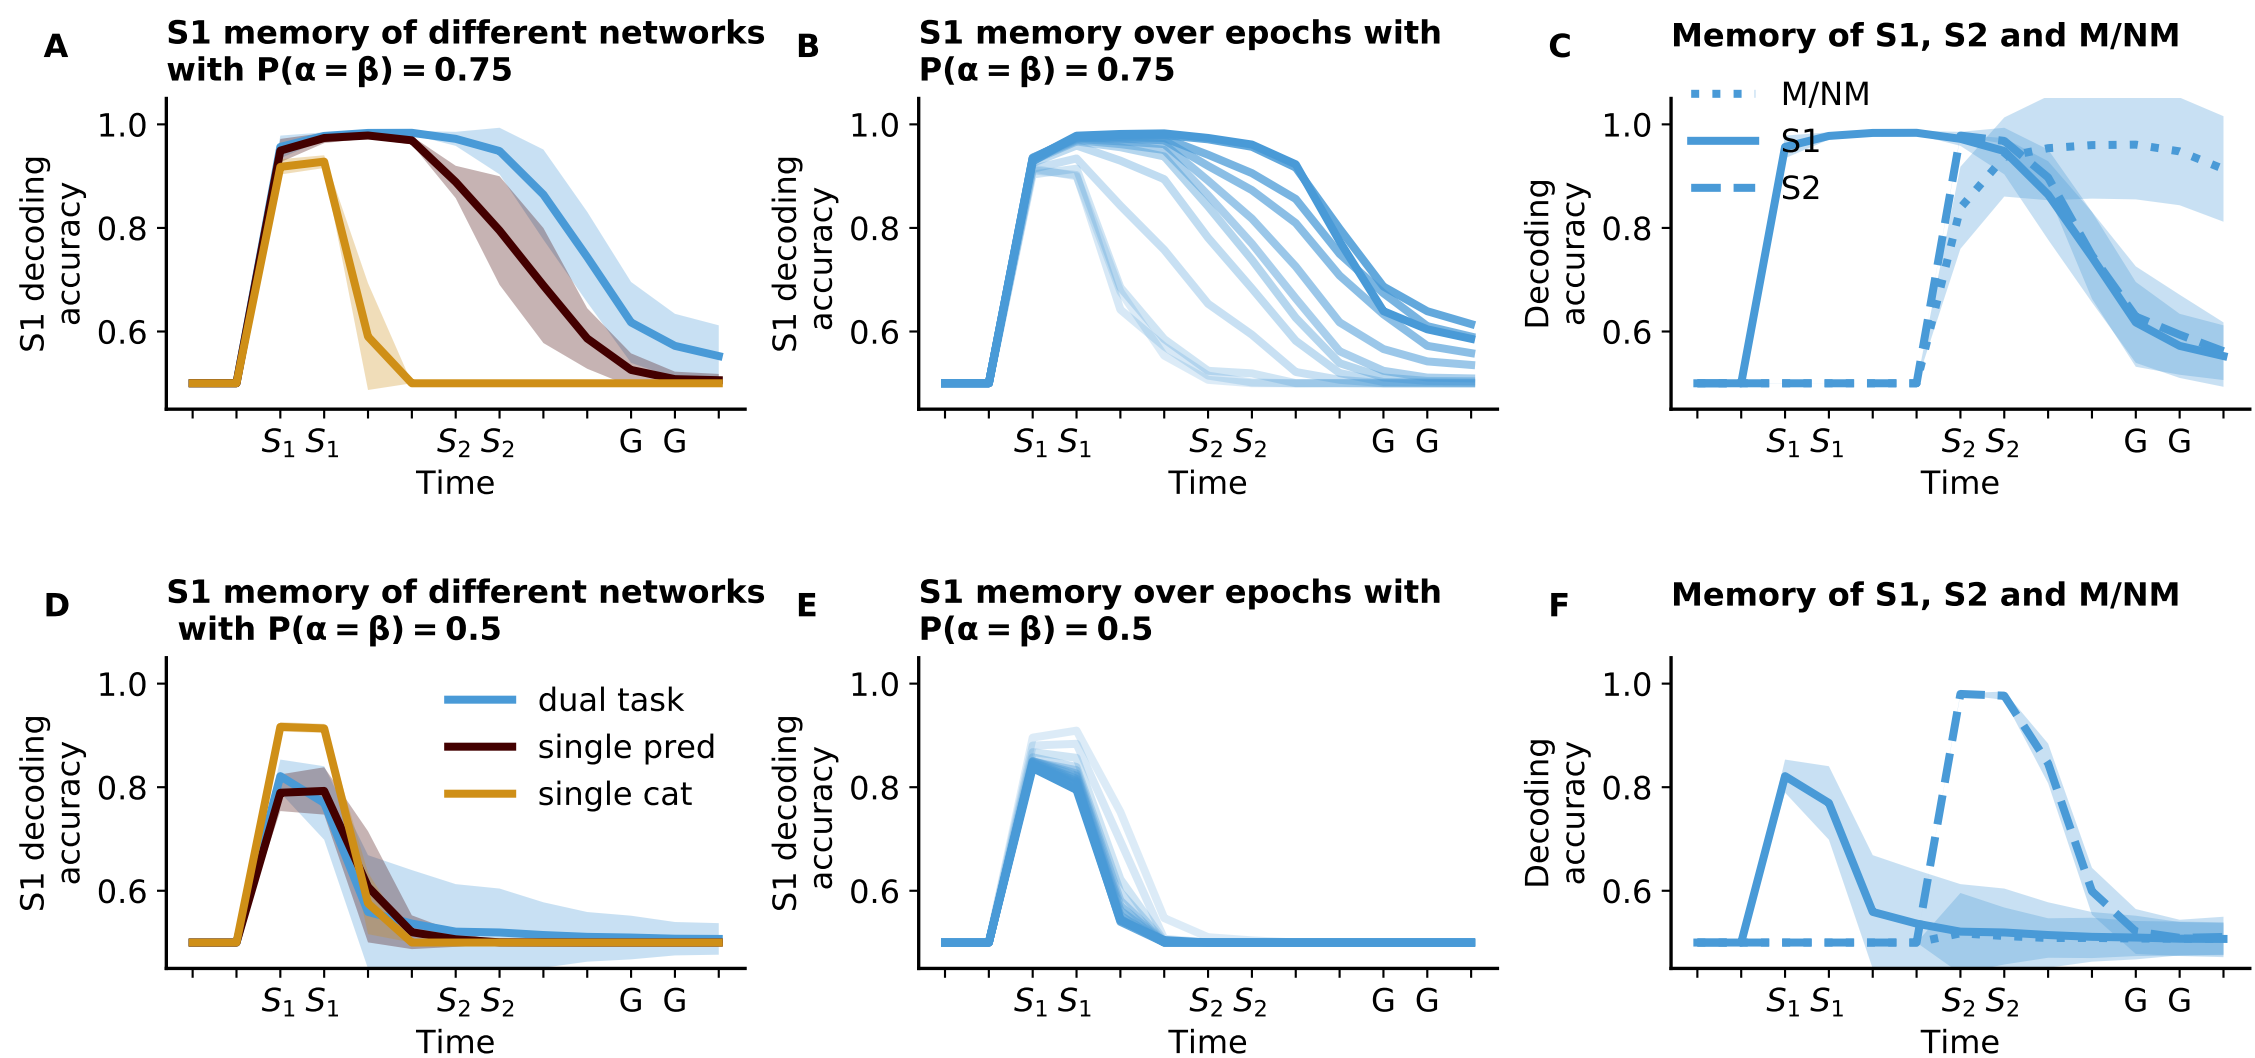 A
S1 memory of different networks
with P(α = β) = 0.75
1.0
0.8
0.6
S1 decoding
accuracy
S₁ S₁ S₂ S₂ G G
Time
B
S1 memory over epochs with
P(α = β) = 0.75
1.0
0.8
0.6
S1 decoding
accuracy
S₁ S₁ S₂ S₂ G G
Time
C
Memory of S1, S2 and M/NM
M/NM
S1
S2
1.0
0.8
0.6
Decoding
accuracy
S₁ S₁ S₂ S₂ G G
Time
D
S1 memory of different networks
with P(α = β) = 0.5
dual task
single pred
single cat
1.0
0.8
0.6
S1 decoding
accuracy
S₁ S₁ S₂ S₂ G G
Time
E
S1 memory over epochs with
P(α = β) = 0.5
1.0
0.8
0.6
S1 decoding
accuracy
S₁ S₁ S₂ S₂ G G
Time
F
Memory of S1, S2 and M/NM
1.0
0.8
0.6
Decoding
accuracy
S₁ S₁ S₂ S₂ G G
Time